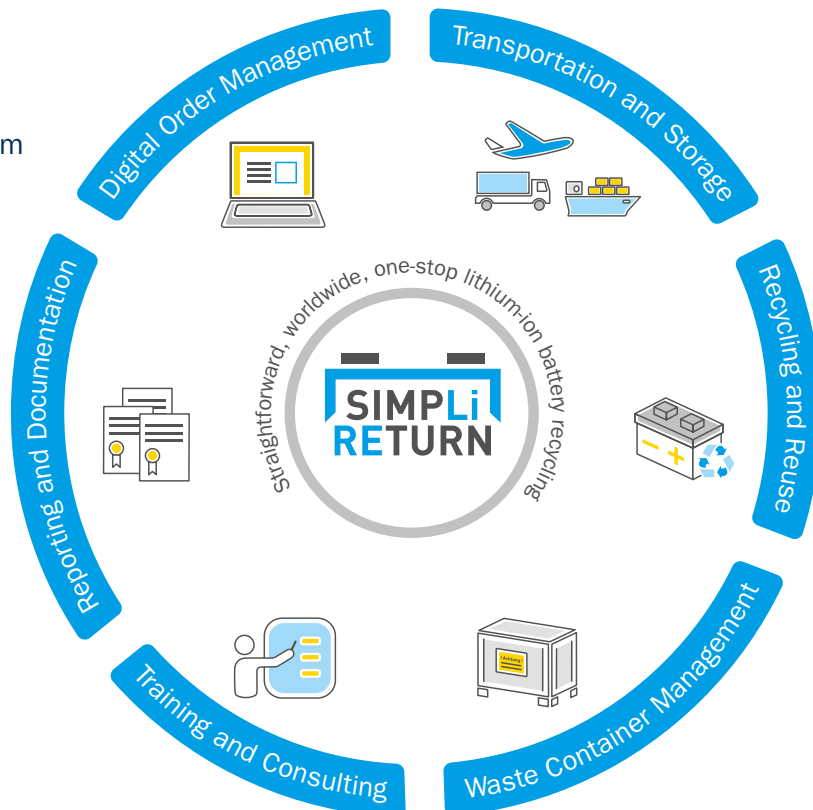 Digital Order Management
Transportation and Storage
m
Recycling and Reuse
Reporting and Documentation
Straightforward, worldwide, one-stop lithium-ion battery recycling
SIMPLi
RETURN
Achtung!
Waste Container Management
Training and Consulting